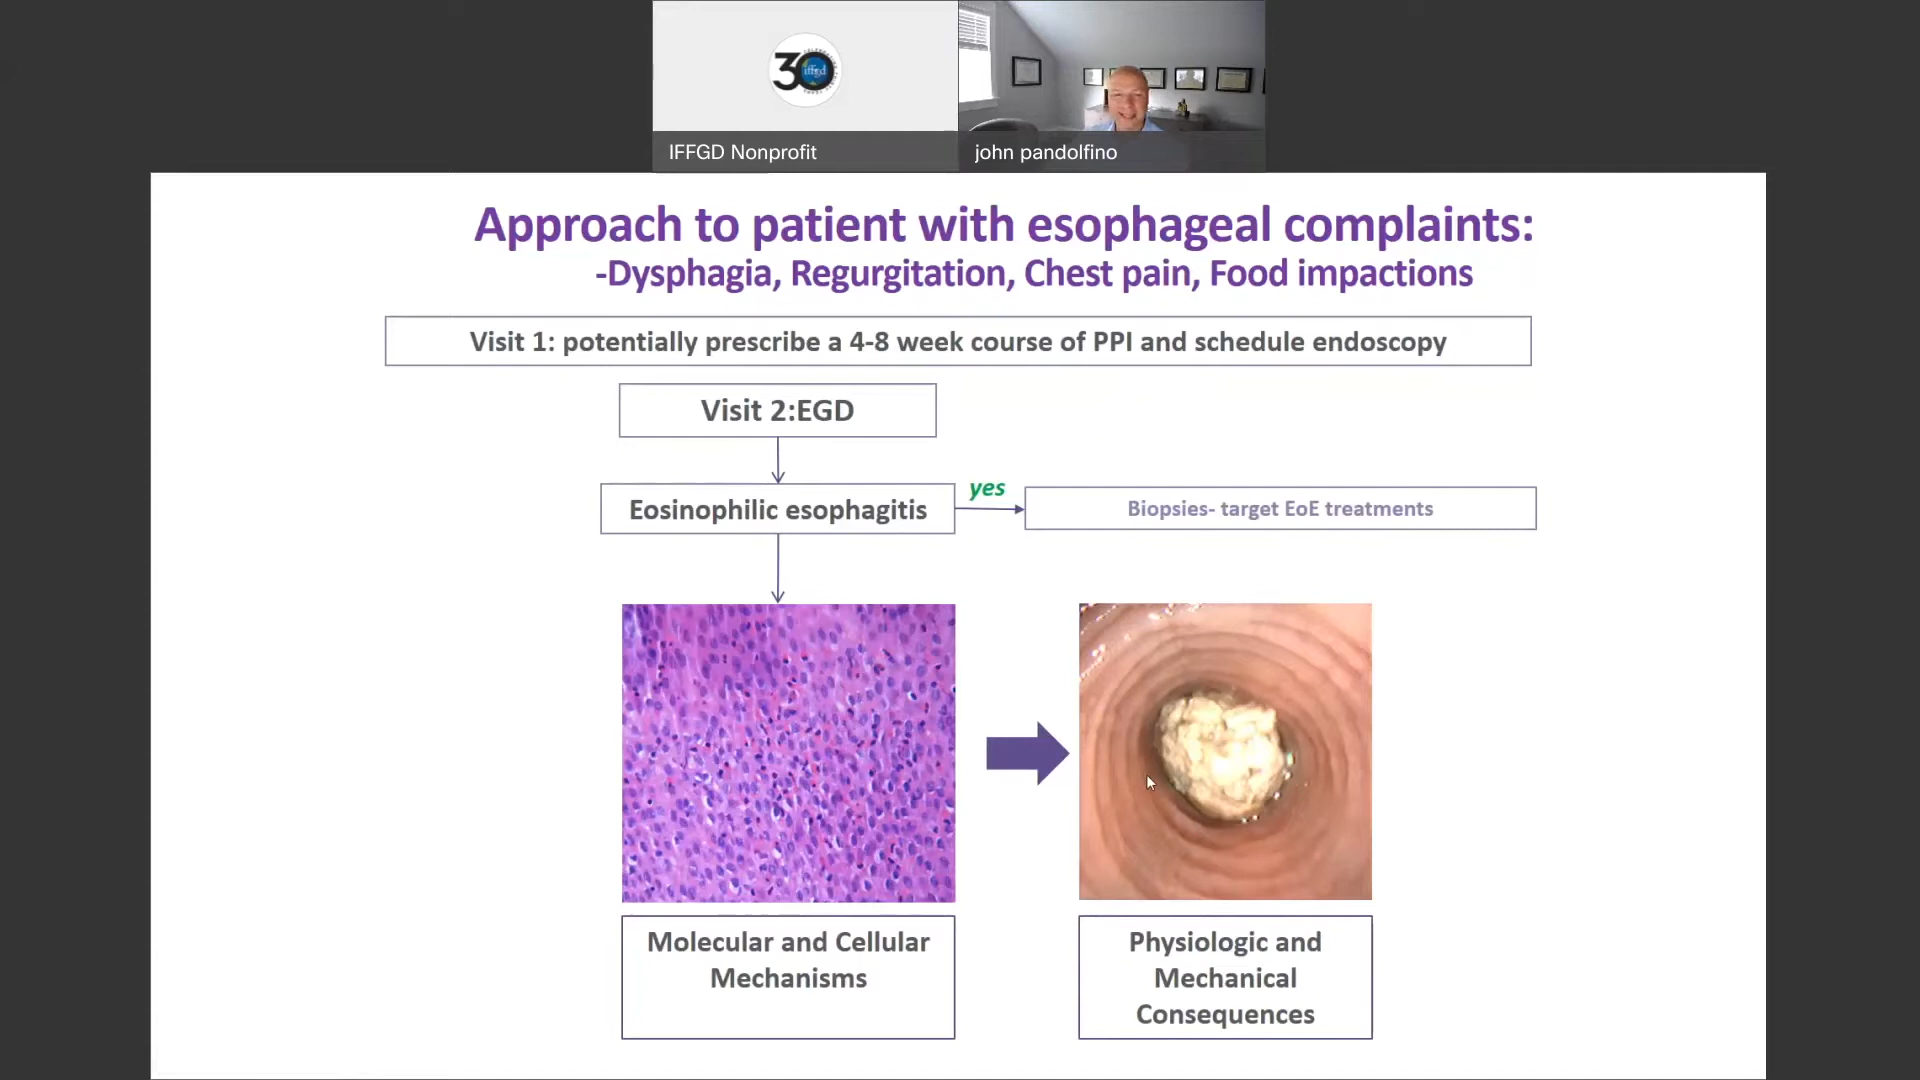 30
iffgd
IFFGD Nonprofit
john pandolfino
Approach to patient with esophageal complaints:
-Dysphagia, Regurgitation, Chest pain, Food impactions
Visit 1: potentially prescribe a 4-8 week course of PPI and schedule endoscopy
Visit 2:EGD
Eosinophilic esophagitis
yes
Biopsies- target EoE treatments
Molecular and Cellular
Mechanisms
Physiologic and
Mechanical
Consequences